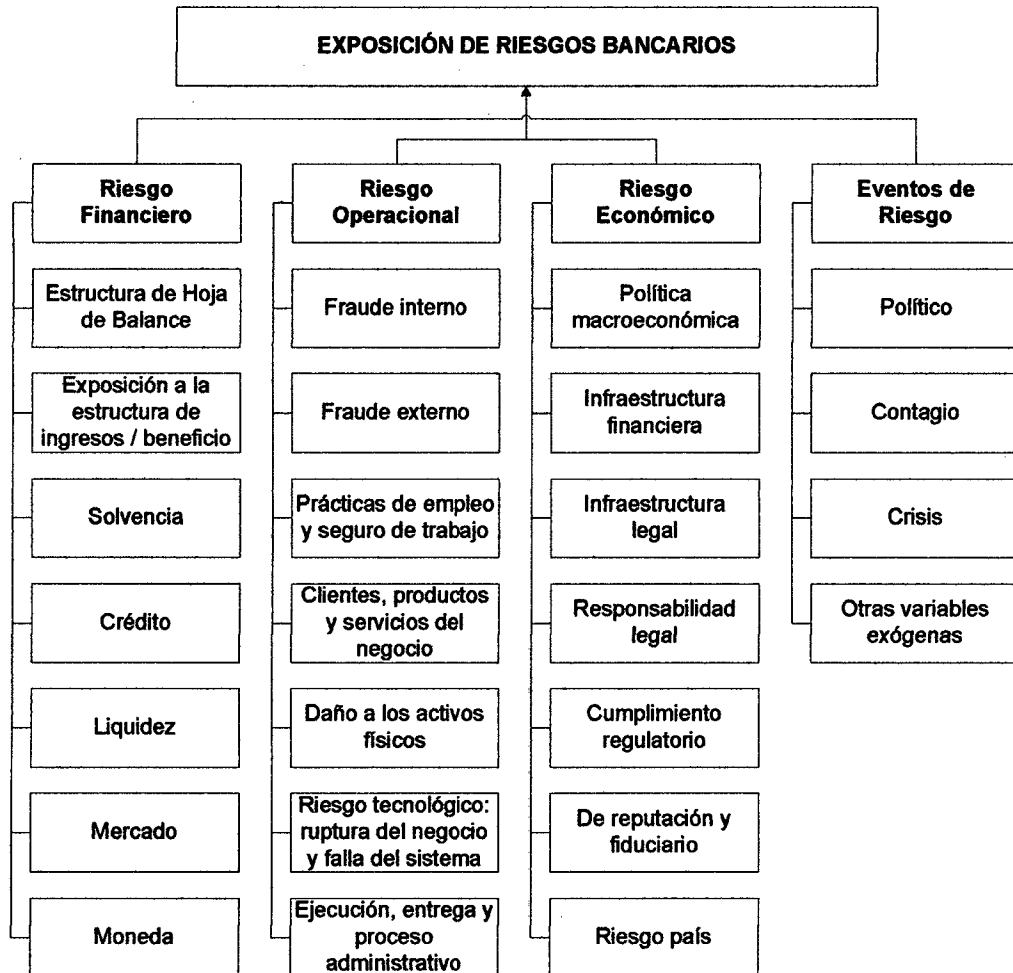 EXPOSICIÓN DE RIESGOS BANCARIOS
Riesgo
Financiero
Estructura de Hoja
de Balance
Exposición a la
estructura de
ingresos / beneficio
Solvencia
Crédito
Liquidez
Mercado
Moneda
Riesgo
Operacional
Fraude interno
Fraude externo
Prácticas de empleo
y seguro de trabajo
Clientes, productos
y servicios del
negocio
Daño a los activos
físicos
Riesgo tecnológico:
ruptura del negocio
y falla del sistema
Ejecución, entrega y
proceso
administrativo
Riesgo
Económico
Política
macroeconómica
Infraestructura
financiera
Infraestructura
legal
Responsabilidad
legal
Cumplimiento
regulatorio
De reputación y
fiduciario
Riesgo país
Eventos de
Riesgo
Político
Contagio
Crisis
Otras variables
exógenas